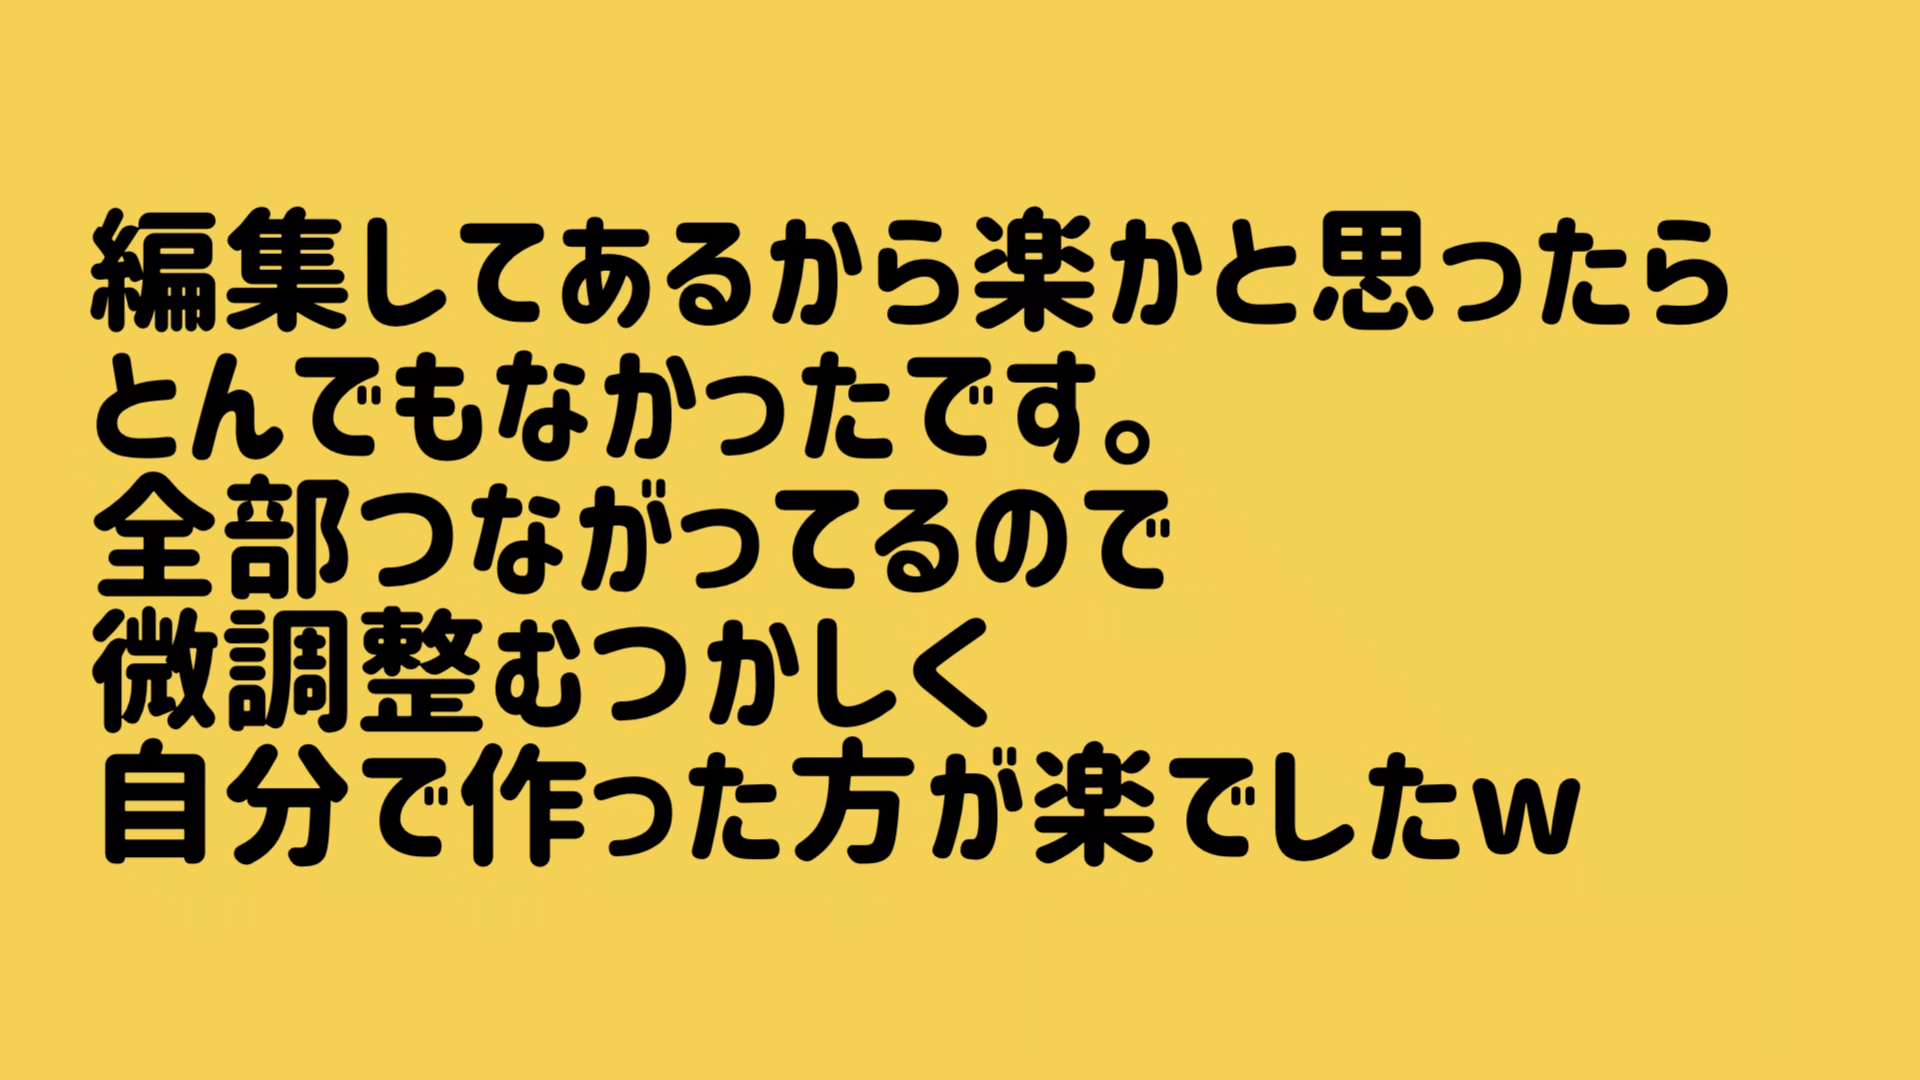 編集してあるから楽かと思ったら
とんでもなかったです。
全部つながってるので
微調整むつかしく
自分で作った方が楽でしたw